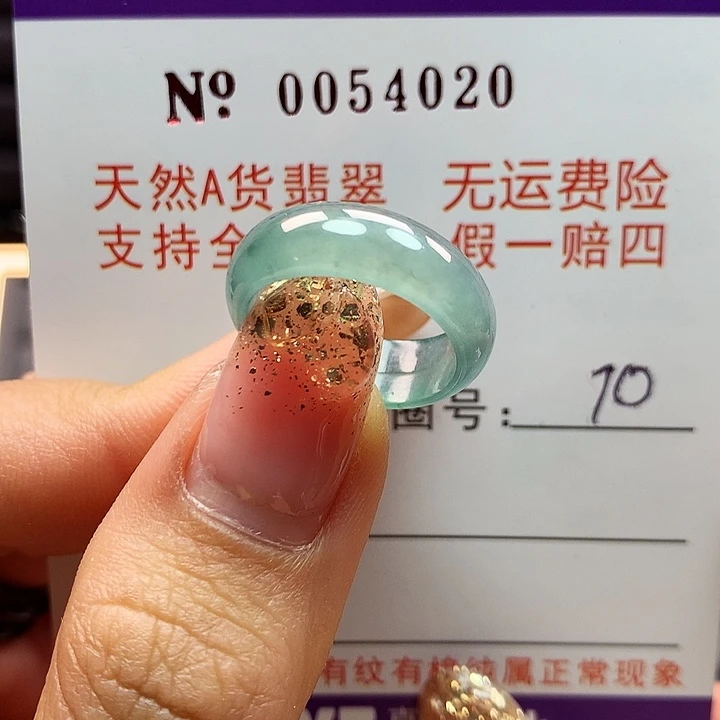 No 0054020
天然A货翡翠 无运费险
支持全 假一赔四
圈号: 10
有纹有棉纯属正常现象